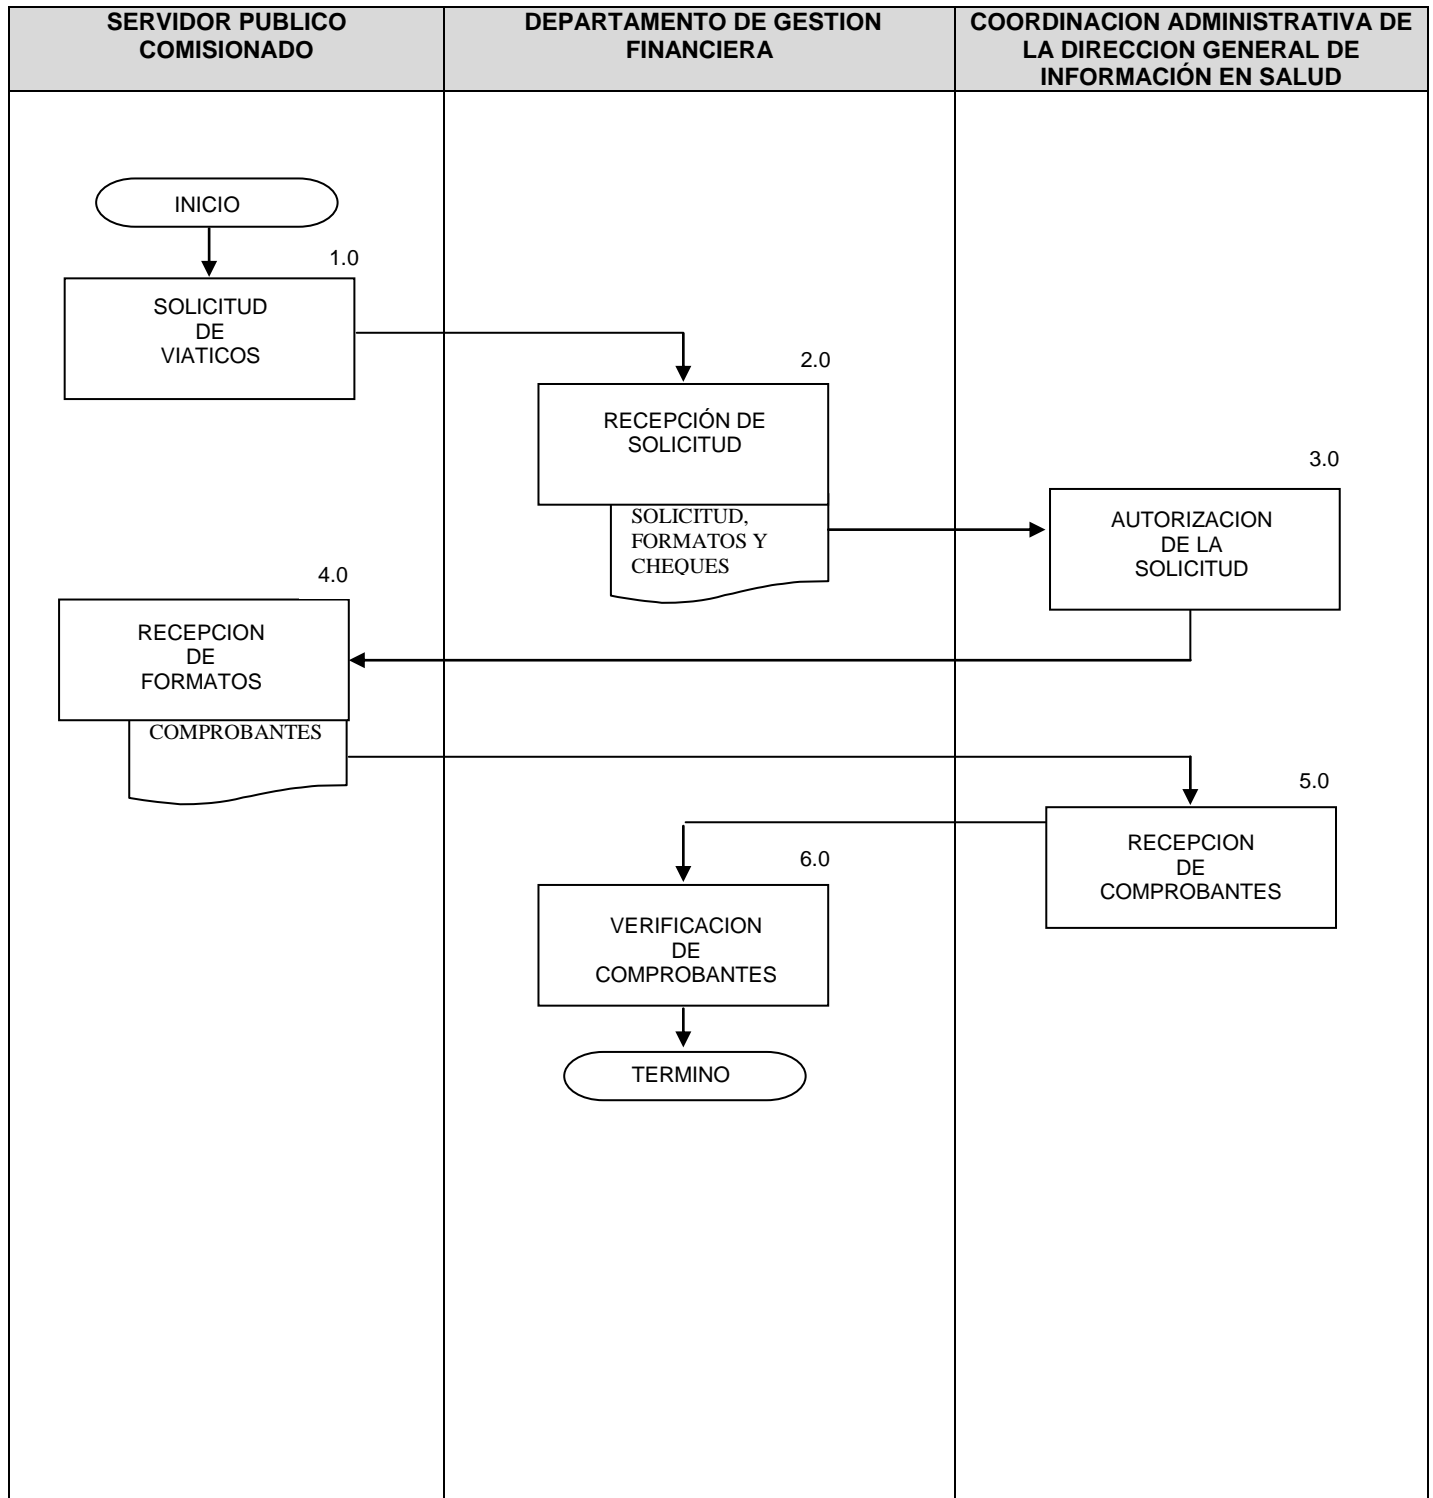 SERVIDOR PUBLICO
COMISIONADO
DEPARTAMENTO DE GESTION
FINANCIERA
COORDINACION ADMINISTRATIVA DE
LA DIRECCION GENERAL DE
INFORMACIÓN EN SALUD
INICIO
1.0
SOLICITUD
DE
VIATICOS
2.0
RECEPCIÓN DE
SOLICITUD
SOLICITUD,
FORMATOS Y
CHEQUES
3.0
AUTORIZACION
DE LA
SOLICITUD
4.0
RECEPCION
DE
FORMATOS
COMPROBANTES
5.0
RECEPCION
DE
COMPROBANTES
6.0
VERIFICACION
DE
COMPROBANTES
TERMINO